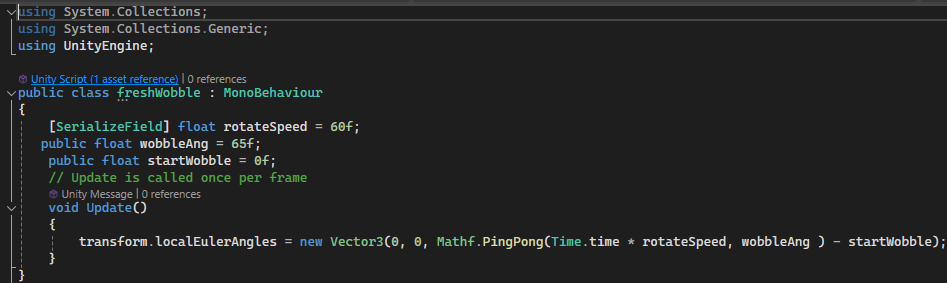 using System.Collections;
using System.Collections.Generic;
using UnityEngine;
Unity Script (1 asset reference) | 0 references
public class freshWobble : MonoBehaviour
{
[SerializeField] float rotateSpeed = 60f;
public float wobbleAng = 65f;
public float startWobble = 0f;
// Update is called once per frame
Unity Message | 0 references
void Update()
{
transform.localEulerAngles = new Vector3(0, 0, Mathf.PingPong(Time.time * rotateSpeed, wobbleAng ) - startWobble);
}
}